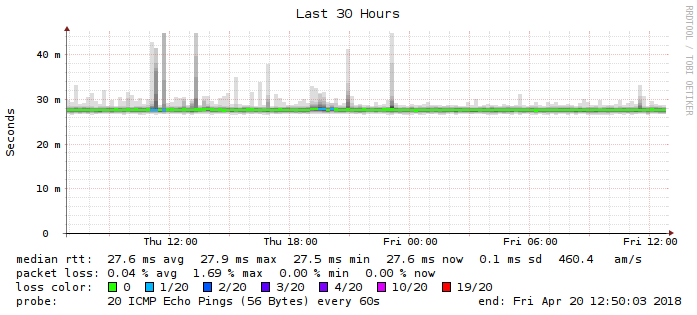 Last 30 Hours
RRDTOOL / TOBI OETIKER
Seconds
40 m
30 m
20 m
10 m
0
Thu 12:00 Thu 18:00 Fri 00:00 Fri 06:00 Fri 12:00
median rtt: 27.6 ms avg 27.9 ms max 27.5 ms min 27.6 ms now 0.1 ms sd 460.4 am/s
packet loss: 0.04 % avg 1.69 % max 0.00 % min 0.00 % now
loss color: 0 1/20 2/20 3/20 4/20 10/20 19/20
probe: 20 ICMP Echo Pings (56 Bytes) every 60s end: Fri Apr 20 12:50:03 2018